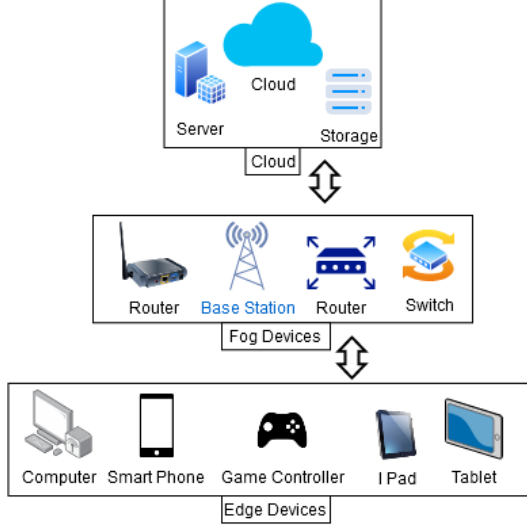 Cloud
Server
Storage
Cloud
Router Base Station Router Switch
Fog Devices
Computer Smart Phone Game Controller I Pad Tablet
Edge Devices